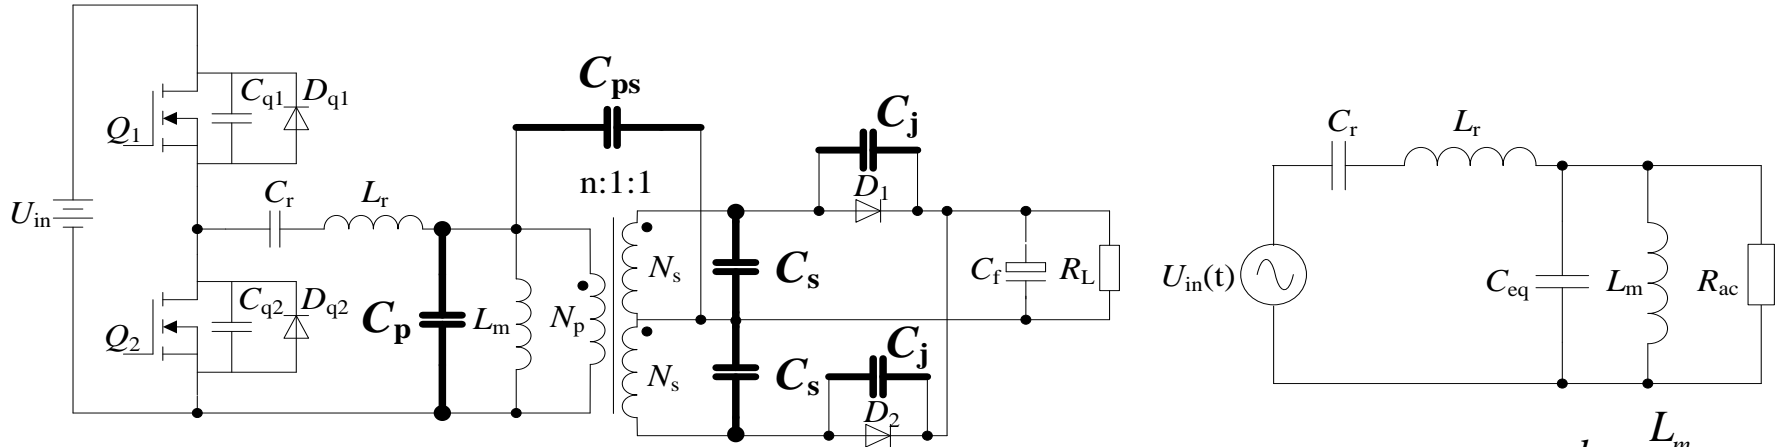 C_ps
C_j
C_q1 D_q1
Q_1
n:1:1
D_1
C_r L_r
C_r L_r
U_in
N_s C_s
C_f R_L
U_in(t)
C_eq L_m R_ac
C_q2 D_q2
C_p L_m N_p
Q_2
C_j
N_s C_s
D_2
L_m